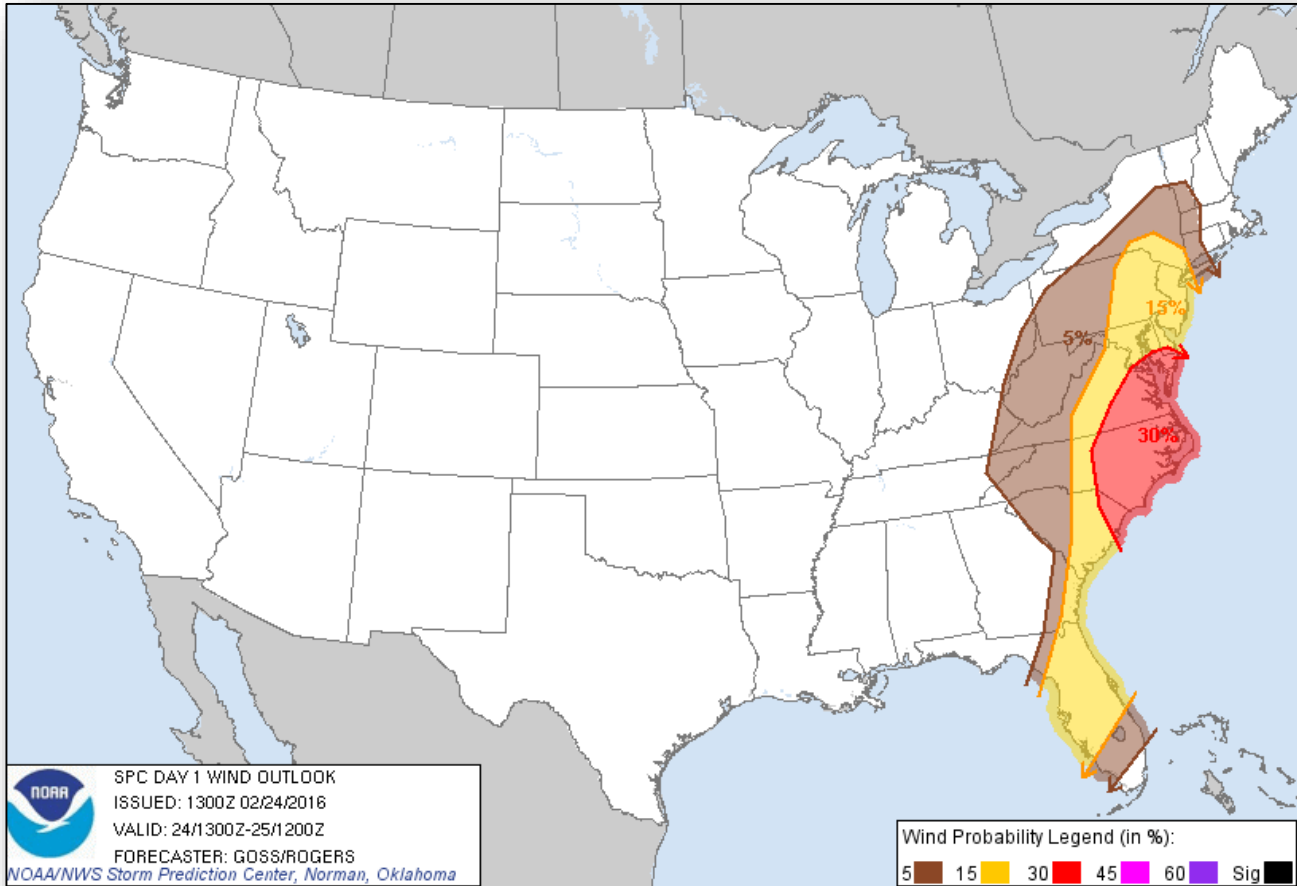 15%
5%
30%
NOAA
SPC DAY 1 WIND OUTLOOK
ISSUED: 1300Z 02/24/2016
VALID: 24/1300Z-25/1200Z
FORECASTER: GOSS/ROGERS
NOAA/NWS Storm Prediction Center, Norman, Oklahoma
Wind Probability Legend (in %):
5 15 30 45 60 Sig